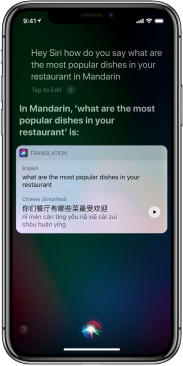 9:41
Hey Siri how do you say what are
the most popular dishes in your
restaurant in Mandarin
Tap to Edit
In Mandarin, 'what are the most
popular dishes in your
restaurant' is:
TRANSLATION
English
what are the most popular dishes in your
restaurant
Chinese (Simplified)
你们餐厅有哪些菜最受欢迎
nǐ mén cān tīng yǒu nǎ xiē cài zuì
shòu huān yíng
?